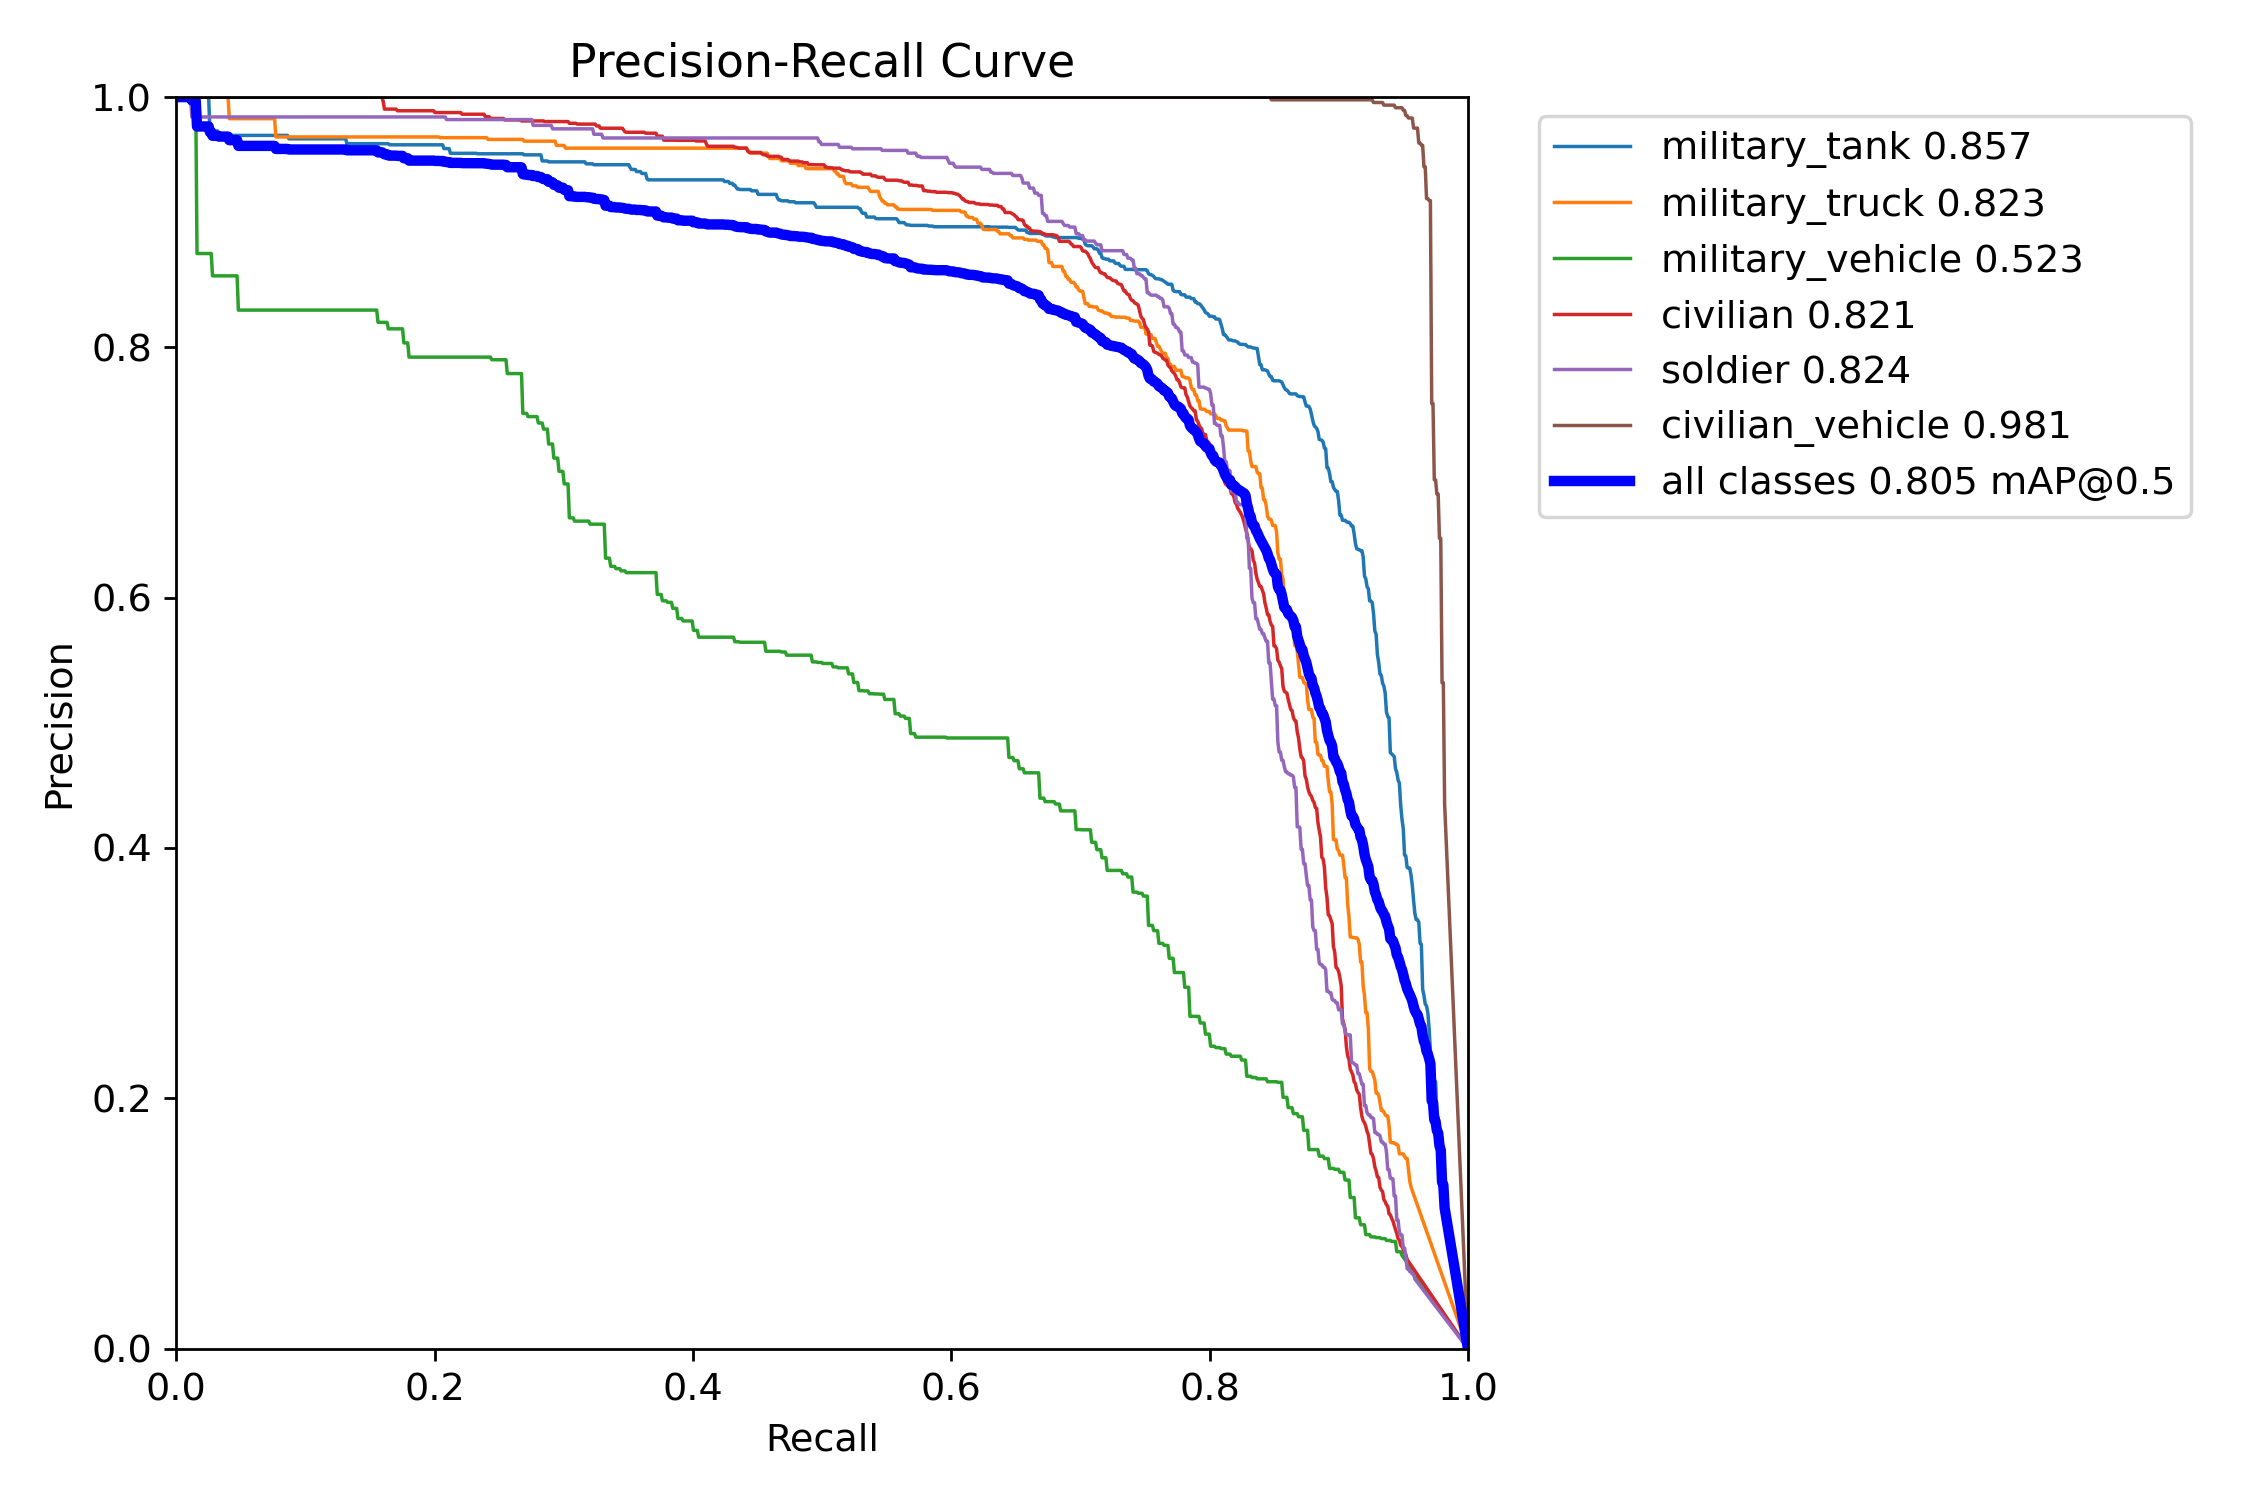 Precision-Recall Curve
1.0
0.8
0.6
0.4
0.2
0.0
Precision
0.0 0.2 0.4 0.6 0.8 1.0
Recall
military_tank 0.857
military_truck 0.823
military_vehicle 0.523
civilian 0.821
soldier 0.824
civilian_vehicle 0.981
all classes 0.805 mAP@0.5